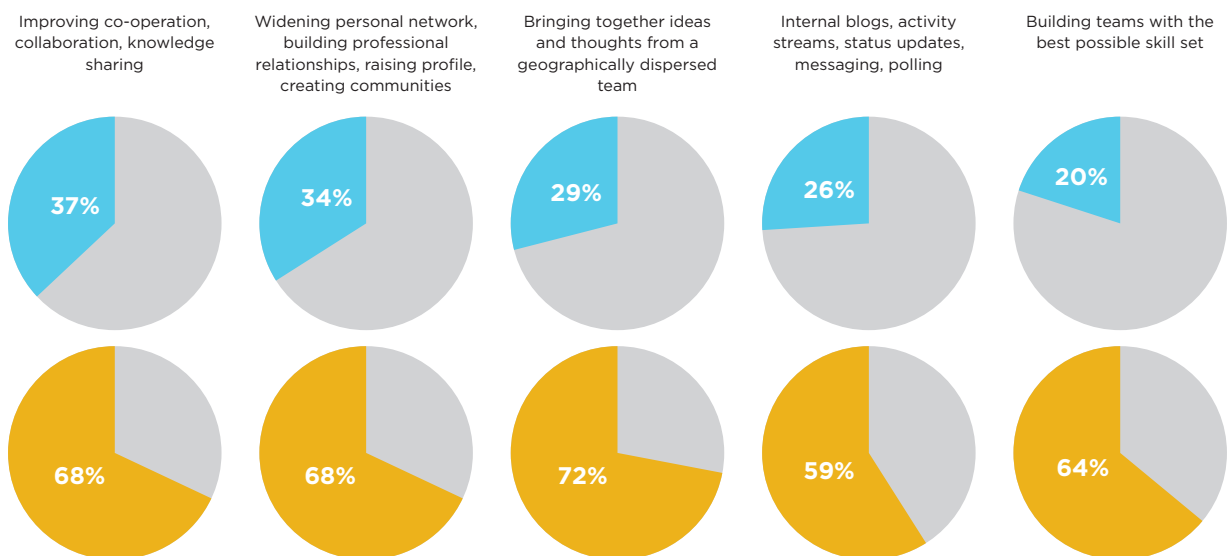 Improving co-operation,
collaboration, knowledge
sharing
Widening personal network,
building professional
relationships, raising profile,
creating communities
Bringing together ideas
and thoughts from a
geographically dispersed
team
Internal blogs, activity
streams, status updates,
messaging, polling
Building teams with the
best possible skill set
37%
34%
29%
26%
20%
68%
68%
72%
59%
64%